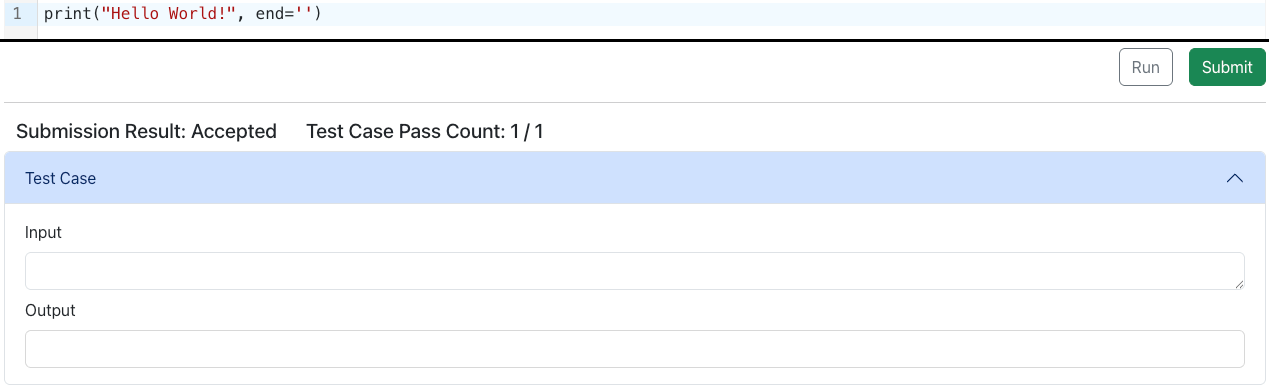 1 print("Hello World!", end='')
Run Submit
Submission Result: Accepted Test Case Pass Count: 1 / 1
Test Case
Input
Output